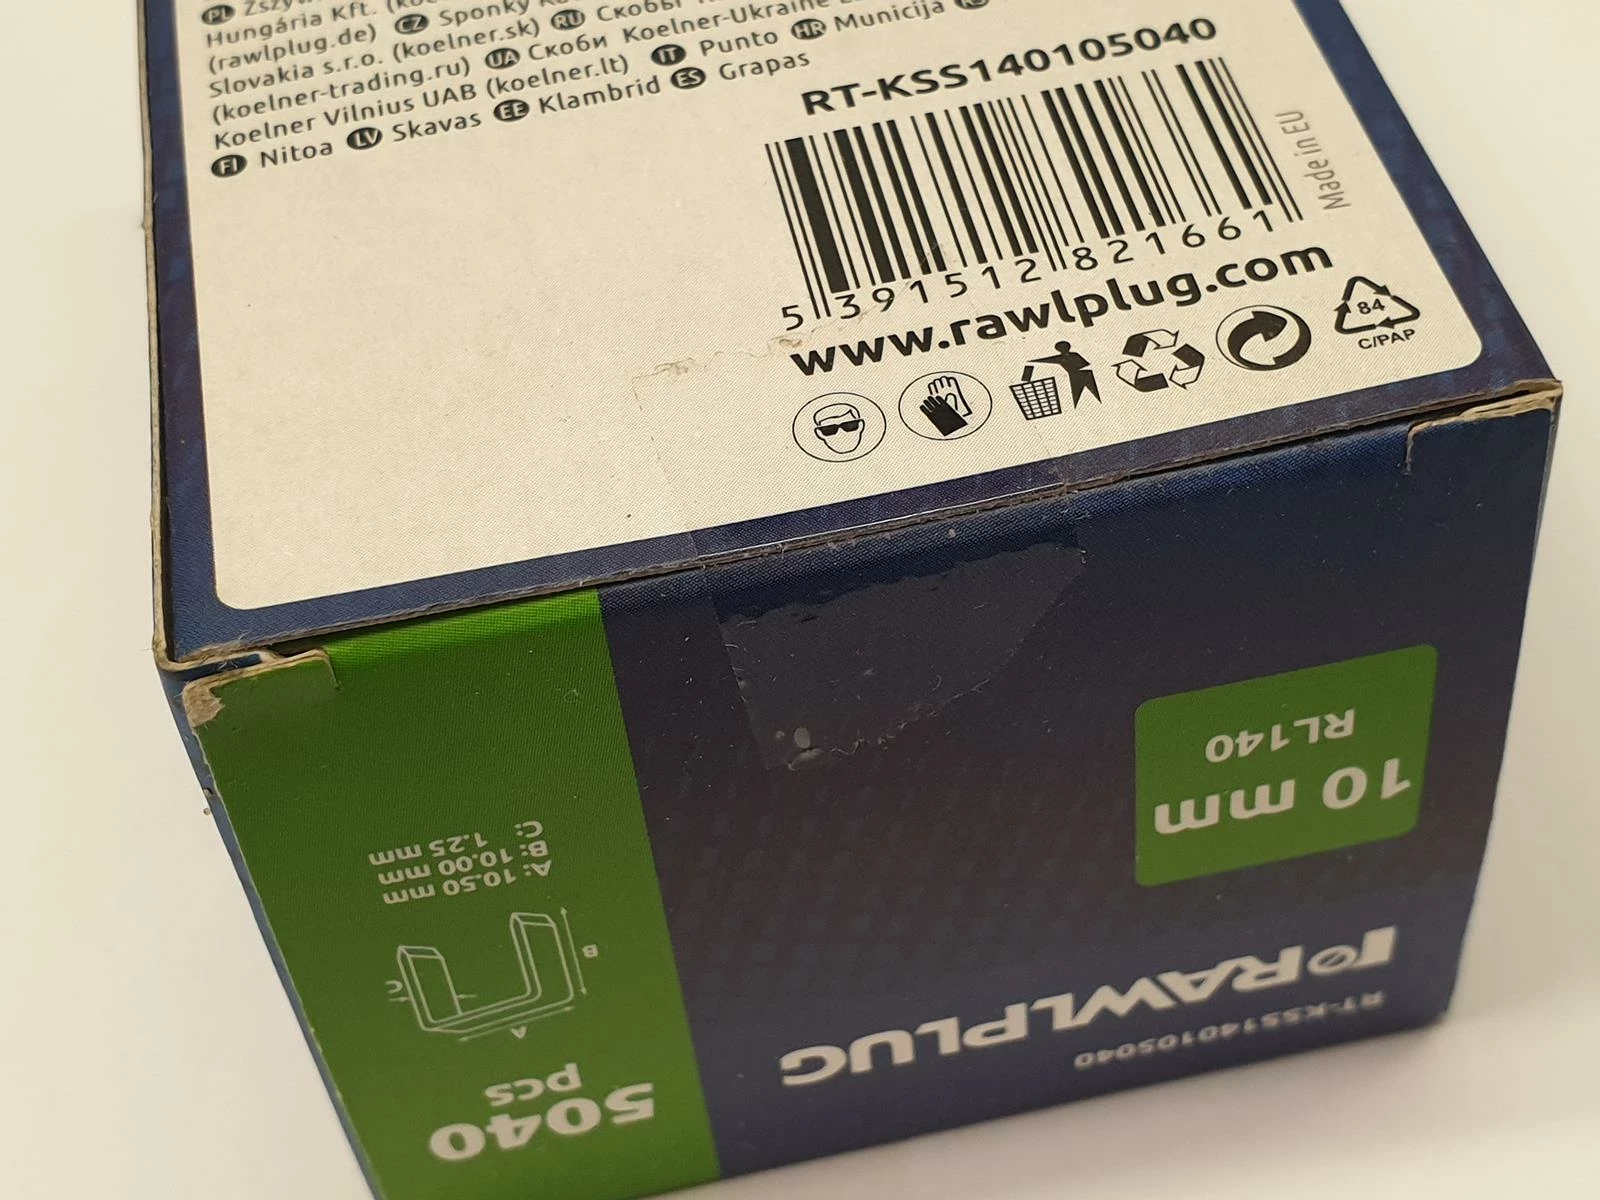 PL Zszyw
Hungária Kft.
(rawlplug.de) CZ Sponky
Slovakia s.r.o. (koelner.sk) RU Скобы
(koelner-trading.ru) UA Скоби Koelner-Ukraine
Koelner Vilnius UAB (koelner.lt) IT Punto HR Municija
FI Nitoa LV Skavas EE Klambrid ES Grapas
RT-KSS140105040
Made in EU
5 391512 821661
www.rawlplug.com
84
C/PAP
RL140
10 mm
RAWLPLUG
RT-KSS140105040
A: 10.50 mm
B: 10.00 mm
C: 1.25 mm
A
B
C
5040
pcs